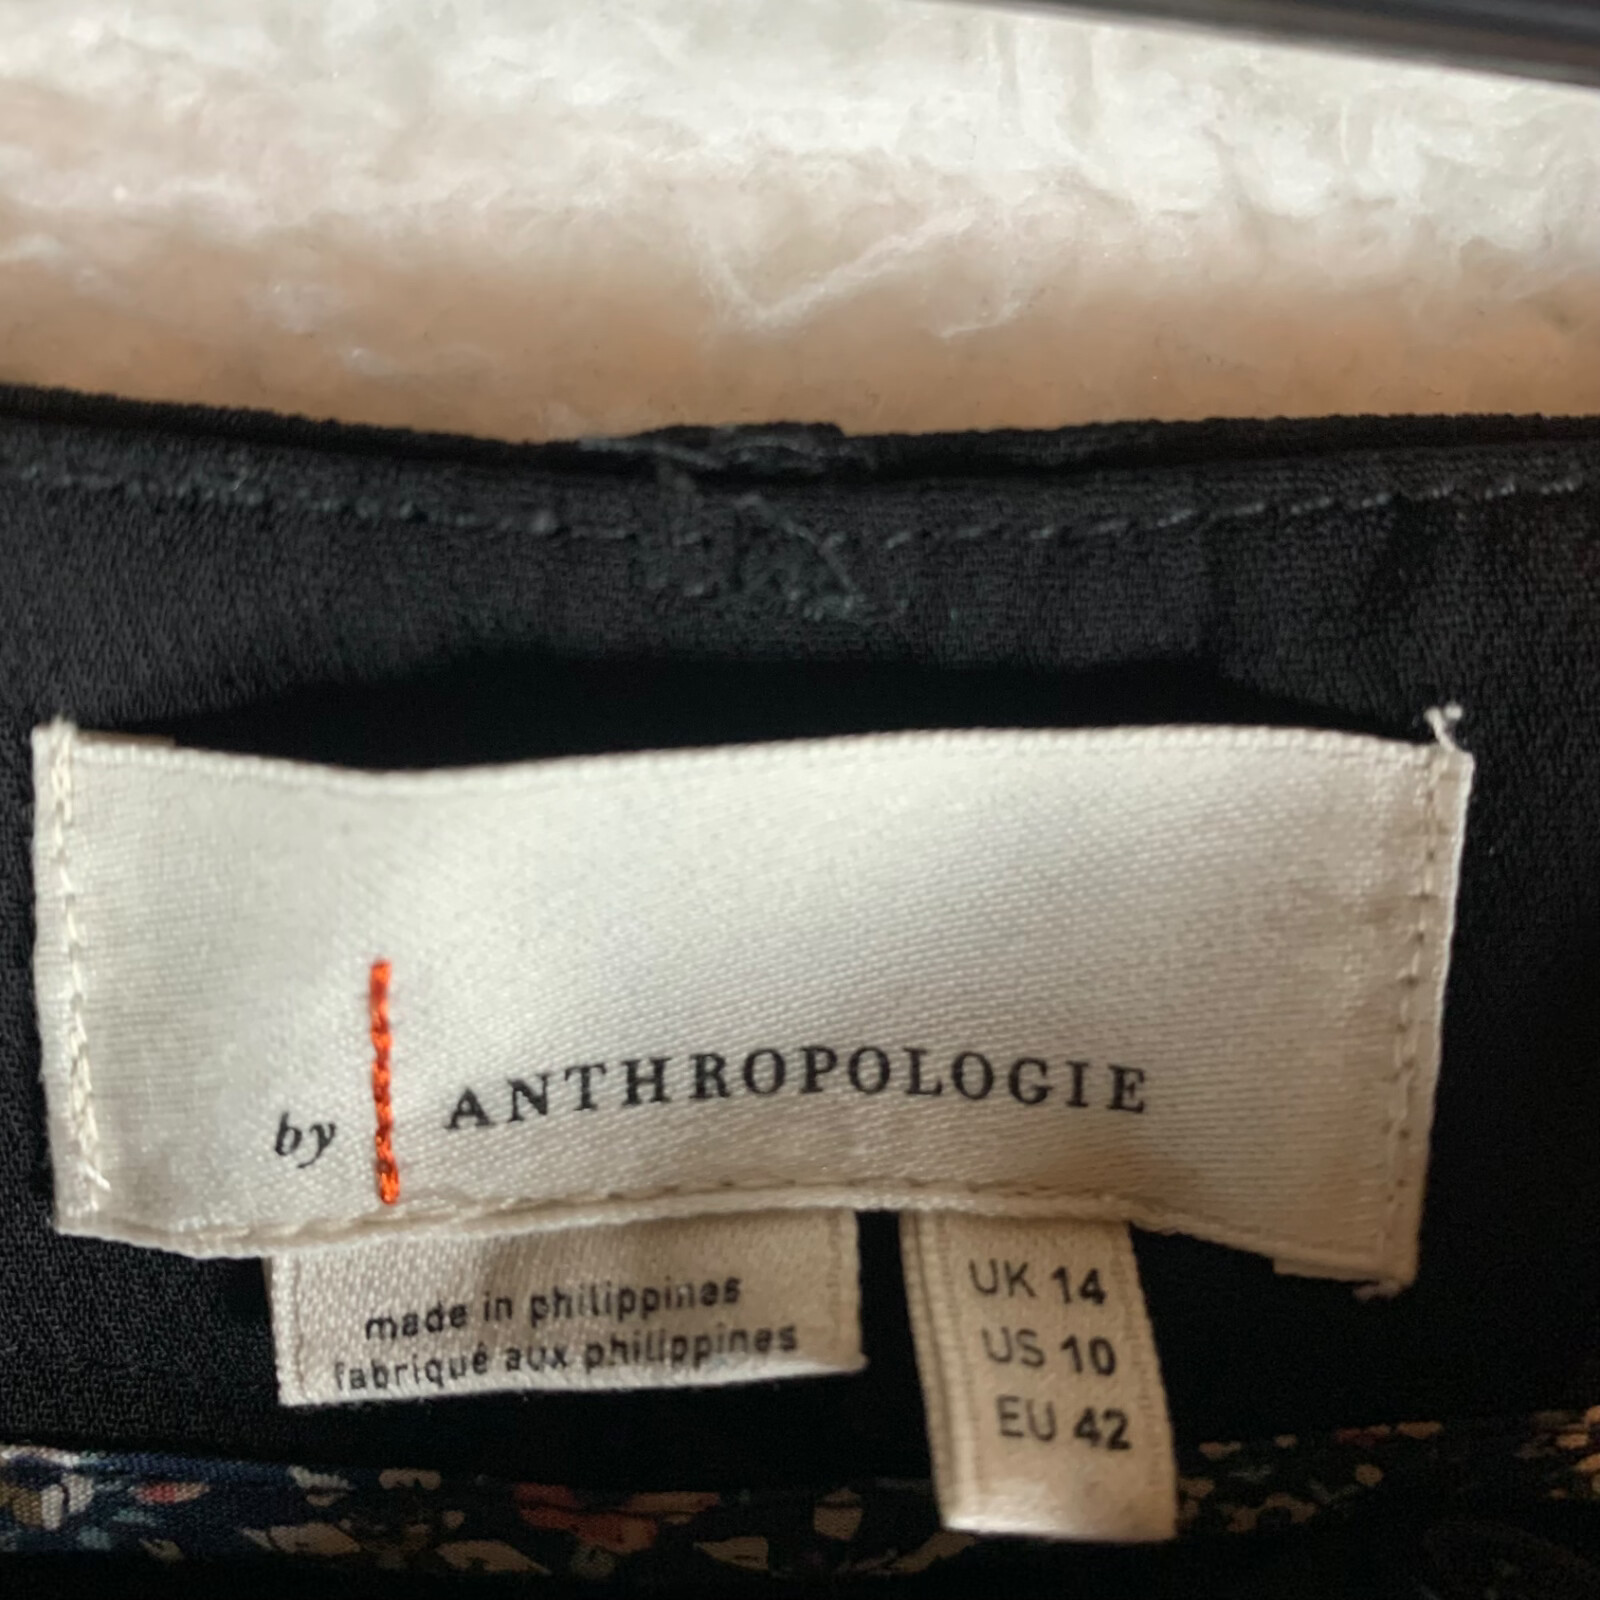 by ANTHROPOLOGIE
made in philippines
fabriqué aux philippines
UK 14
US 10
EU 42